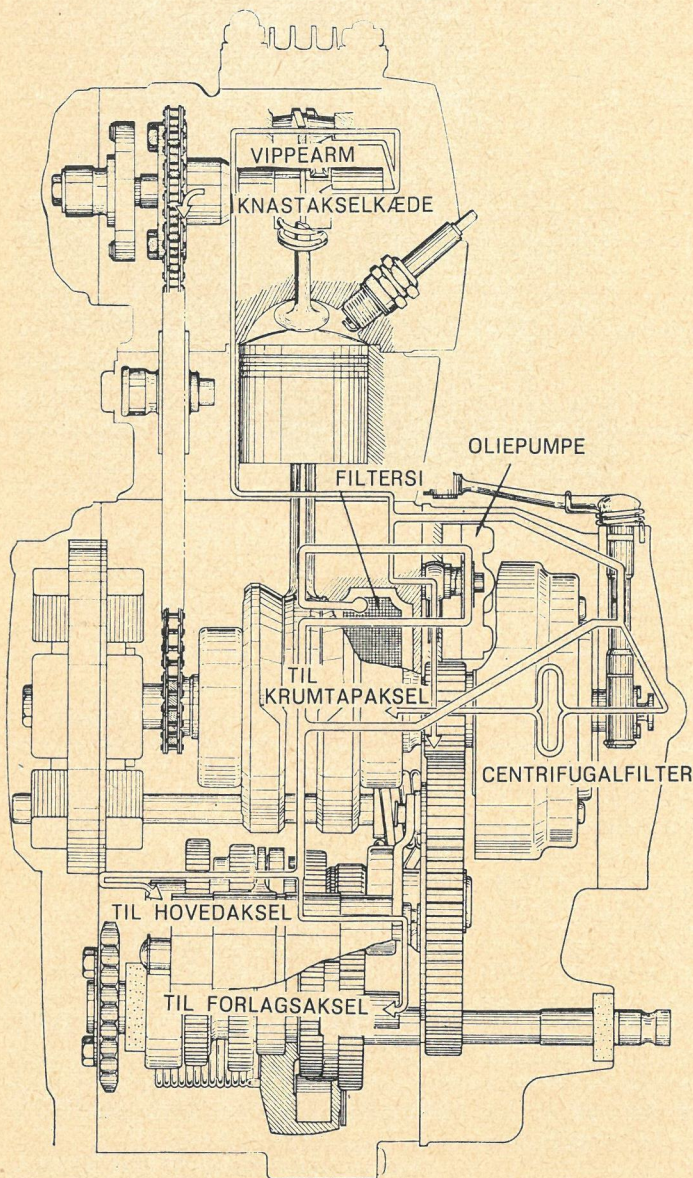 VIPPEARM
KNASTAKSELKÆDE
OLIEPUMPE
FILTERSI
TIL
KRUMTAPAKSEL
CENTRIFUGALFILTER
TIL HOVEDAKSEL
TIL FORLAGSAKSEL